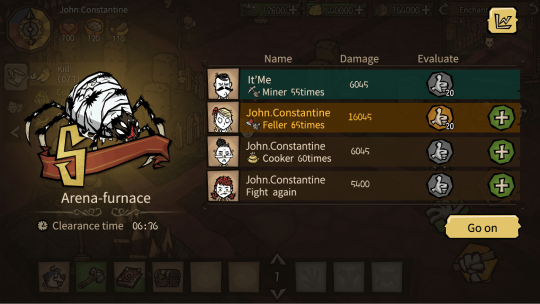 John.Constantine
Name Damage Evaluate
It'Me
Miner 55times 6045 20
John.Constantine
Feller 65times 16045 20
John.Constantine
Cooker 60times 6045
John.Constantine
Fight again 5400
S
Arena-furnace
Clearance time 06:36
Go on